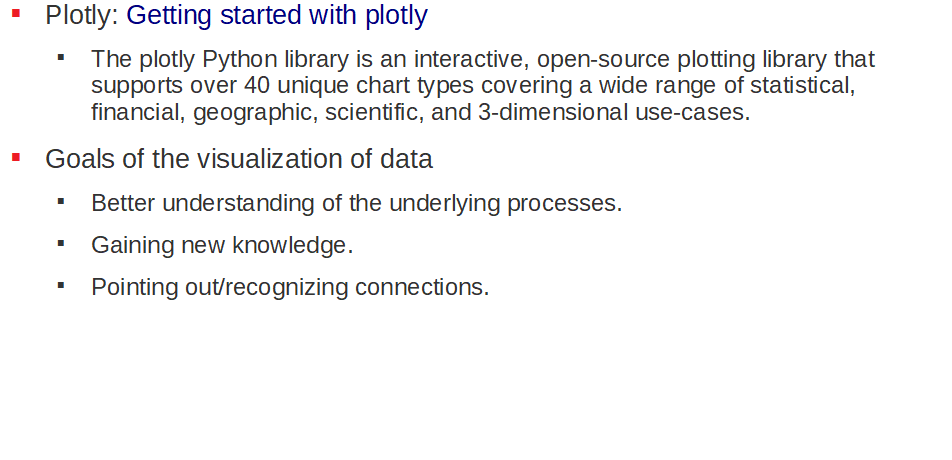 Plotly: Getting started with plotly
The plotly Python library is an interactive, open-source plotting library that
supports over 40 unique chart types covering a wide range of statistical,
financial, geographic, scientific, and 3-dimensional use-cases.
Goals of the visualization of data
Better understanding of the underlying processes.
Gaining new knowledge.
Pointing out/recognizing connections.